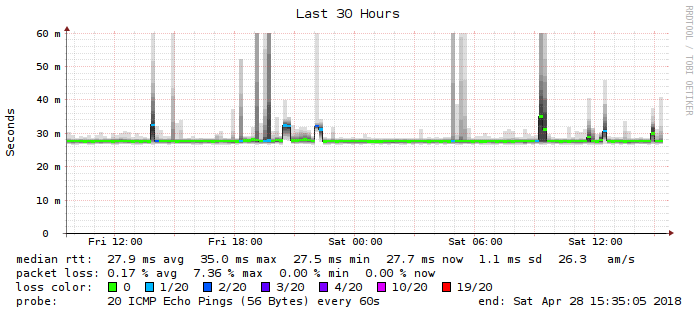 Last 30 Hours
RRDTOOL / TOBI OETIKER
Seconds
60 m
50 m
40 m
30 m
20 m
10 m
0
Fri 12:00 Fri 18:00 Sat 00:00 Sat 06:00 Sat 12:00
median rtt: 27.9 ms avg 35.0 ms max 27.5 ms min 27.7 ms now 1.1 ms sd 26.3 am/s
packet loss: 0.17 % avg 7.36 % max 0.00 % min 0.00 % now
loss color: 0 1/20 2/20 3/20 4/20 10/20 19/20
probe: 20 ICMP Echo Pings (56 Bytes) every 60s end: Sat Apr 28 15:35:05 2018